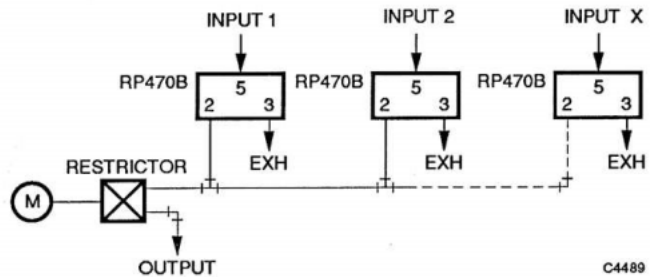 INPUT 1 INPUT 2 INPUT X
RP470B 5 RP470B 5 RP470B 5
2 3 2 3 2 3
EXH EXH EXH
RESTRICTOR
M
OUTPUT
C4489